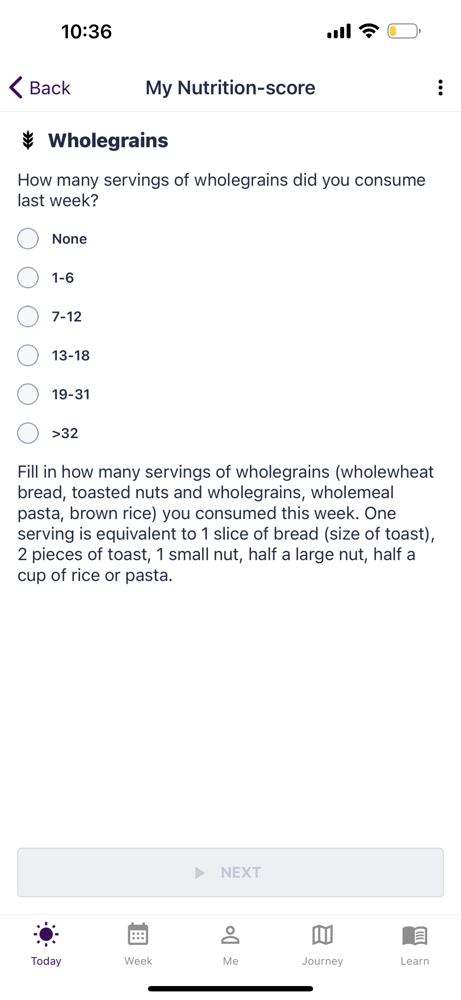 10:36
Back
My Nutrition-score
Wholegrains
How many servings of wholegrains did you consume
last week?
None
1-6
7-12
13-18
19-31
>32
Fill in how many servings of wholegrains (wholewheat
bread, toasted nuts and wholegrains, wholemeal
pasta, brown rice) you consumed this week. One
serving is equivalent to 1 slice of bread (size of toast),
2 pieces of toast, 1 small nut, half a large nut, half a
cup of rice or pasta.
NEXT
Today
Week
Me
Journey
Learn